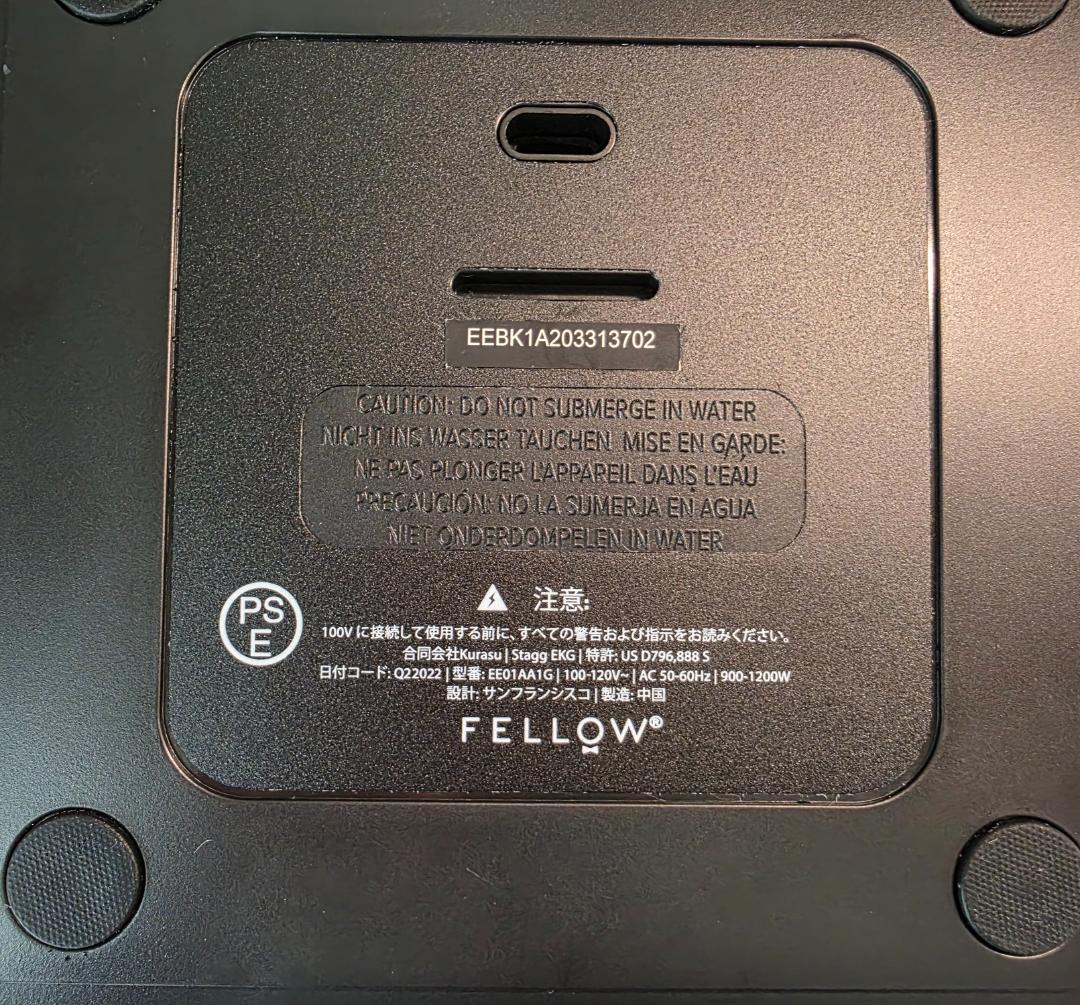 EEBK1A203313702
CAUTION: DO NOT SUBMERGE IN WATER
NICHT INS WASSER TAUCHEN MISE EN GARDE:
NE PAS PLONGER L'APPAREIL DANS L'EAU
PRECAUCIÓN: NO LA SUMERJA EN AGUA
NIET ONDERDOMPELEN IN WATER
PS
E
注意:
100V に接続して使用する前に、すべての警告および指示をお読みください。
合同会社Kurasu | Stagg EKG | 特許: US D796,888 S
日付コード: Q22022 | 型番: EE01AA1G | 100-120V~ | AC 50-60Hz | 900-1200W
設計: サンフランシスコ | 製造: 中国
FELLOW®